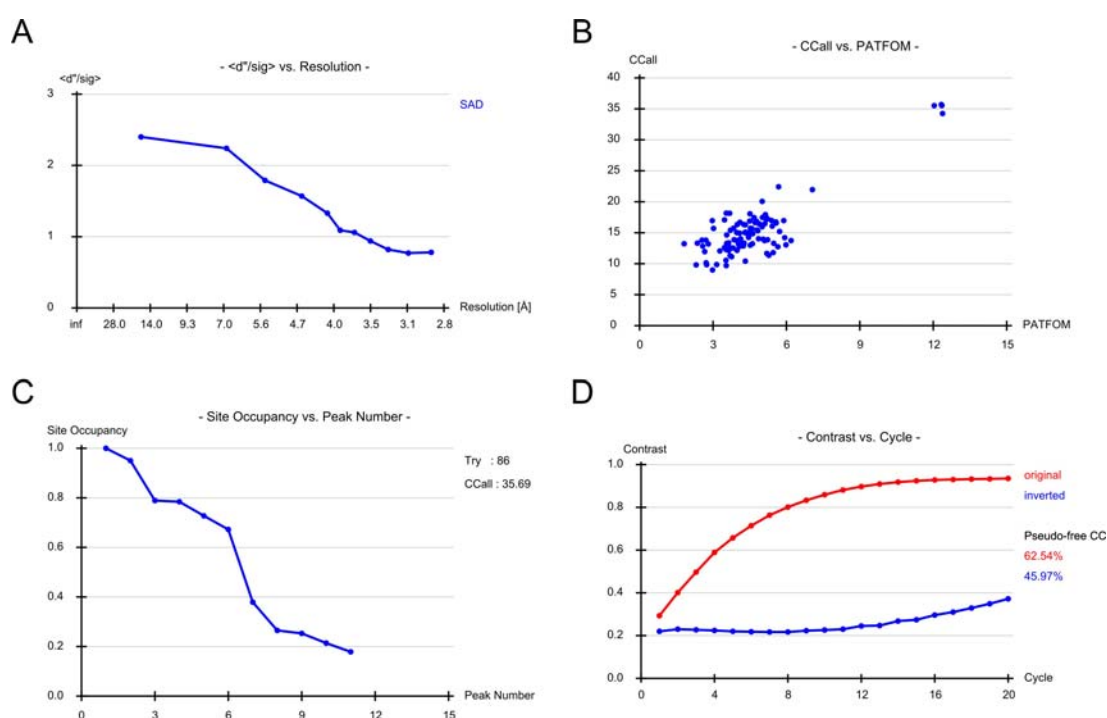 A
- <d"/sig> vs. Resolution -
<d"/sig>
3
2
1
0
SAD
Resolution [Å]
inf 28.0 14.0 9.3 7.0 5.6 4.7 4.0 3.5 3.1 2.8
B
- CCall vs. PATFOM -
CCall
40
35
30
25
20
15
10
5
0
PATFOM
0 3 6 9 12 15
C
- Site Occupancy vs. Peak Number -
Site Occupancy
1.0
0.8
0.6
0.4
0.2
0.0
Try : 86
CCall : 35.69
Peak Number
0 3 6 9 12 15
D
- Contrast vs. Cycle -
Contrast
1.0
0.8
0.6
0.4
0.2
0.0
original
inverted
Pseudo-free CC
62.54%
45.97%
Cycle
0 4 8 12 16 20